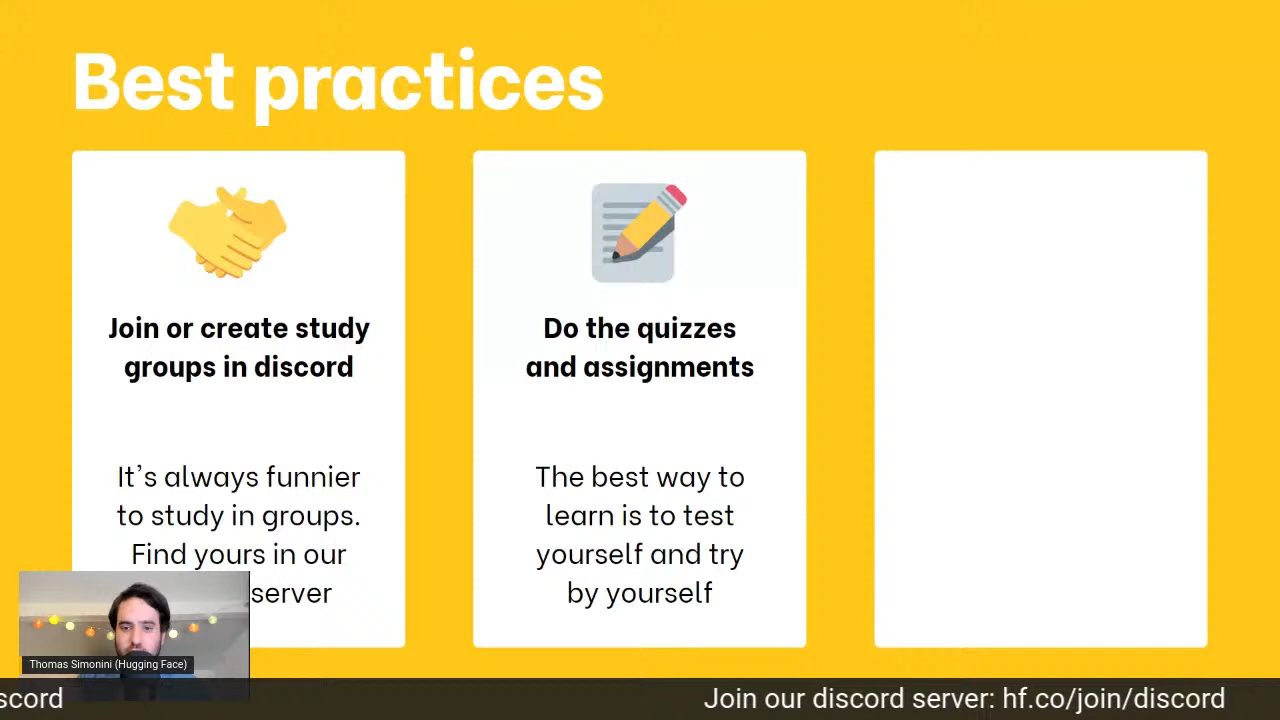 Best practices
Join or create study
groups in discord
It's always funnier
to study in groups.
Find yours in our
server
Do the quizzes
and assignments
The best way to
learn is to test
yourself and try
by yourself
Thomas Simonini (Hugging Face)
scord
Join our discord server: hf.co/join/discord